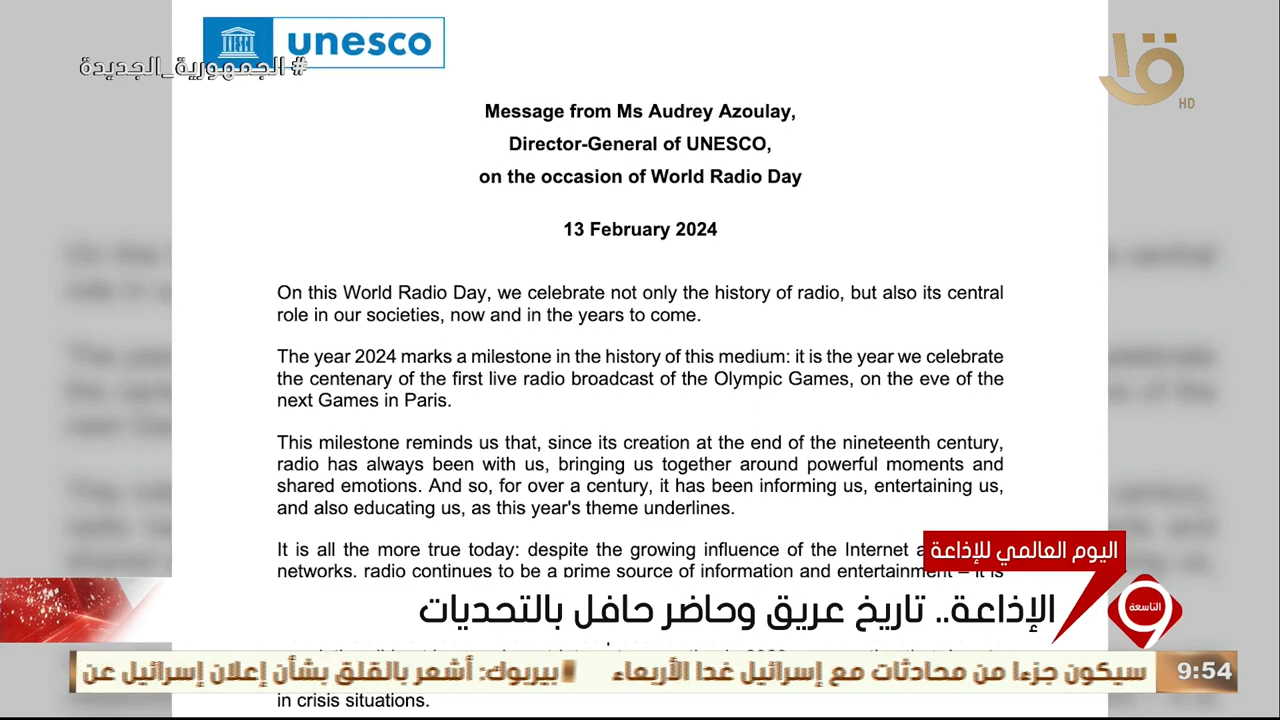 unesco
#الجمهورية_الجديدة
HD
Message from Ms Audrey Azoulay,
Director-General of UNESCO,
on the occasion of World Radio Day
13 February 2024
On this World Radio Day, we celebrate not only the history of radio, but also its central
role in our societies, now and in the years to come.
The year 2024 marks a milestone in the history of this medium: it is the year we celebrate
the centenary of the first live radio broadcast of the Olympic Games, on the eve of the
next Games in Paris.
This milestone reminds us that, since its creation at the end of the nineteenth century,
radio has always been with us, bringing us together around powerful moments and
shared emotions. And so, for over a century, it has been informing us, entertaining us,
and also educating us, as this year's theme underlines.
It is all the more true today: despite the growing influence of the Internet
networks, radio continues to be a prime source of information and entertainment – it is
اليوم العالمي للإذاعة
الإذاعة.. تاريخ عريق وحاضر حافل بالتحديات
التاسعة
9
سيكون جزءا من محادثات مع إسرائيل غدا الأربعاء
بيربوك: أشعر بالقلق بشأن إعلان إسرائيل عن
9:54
in crisis situations.